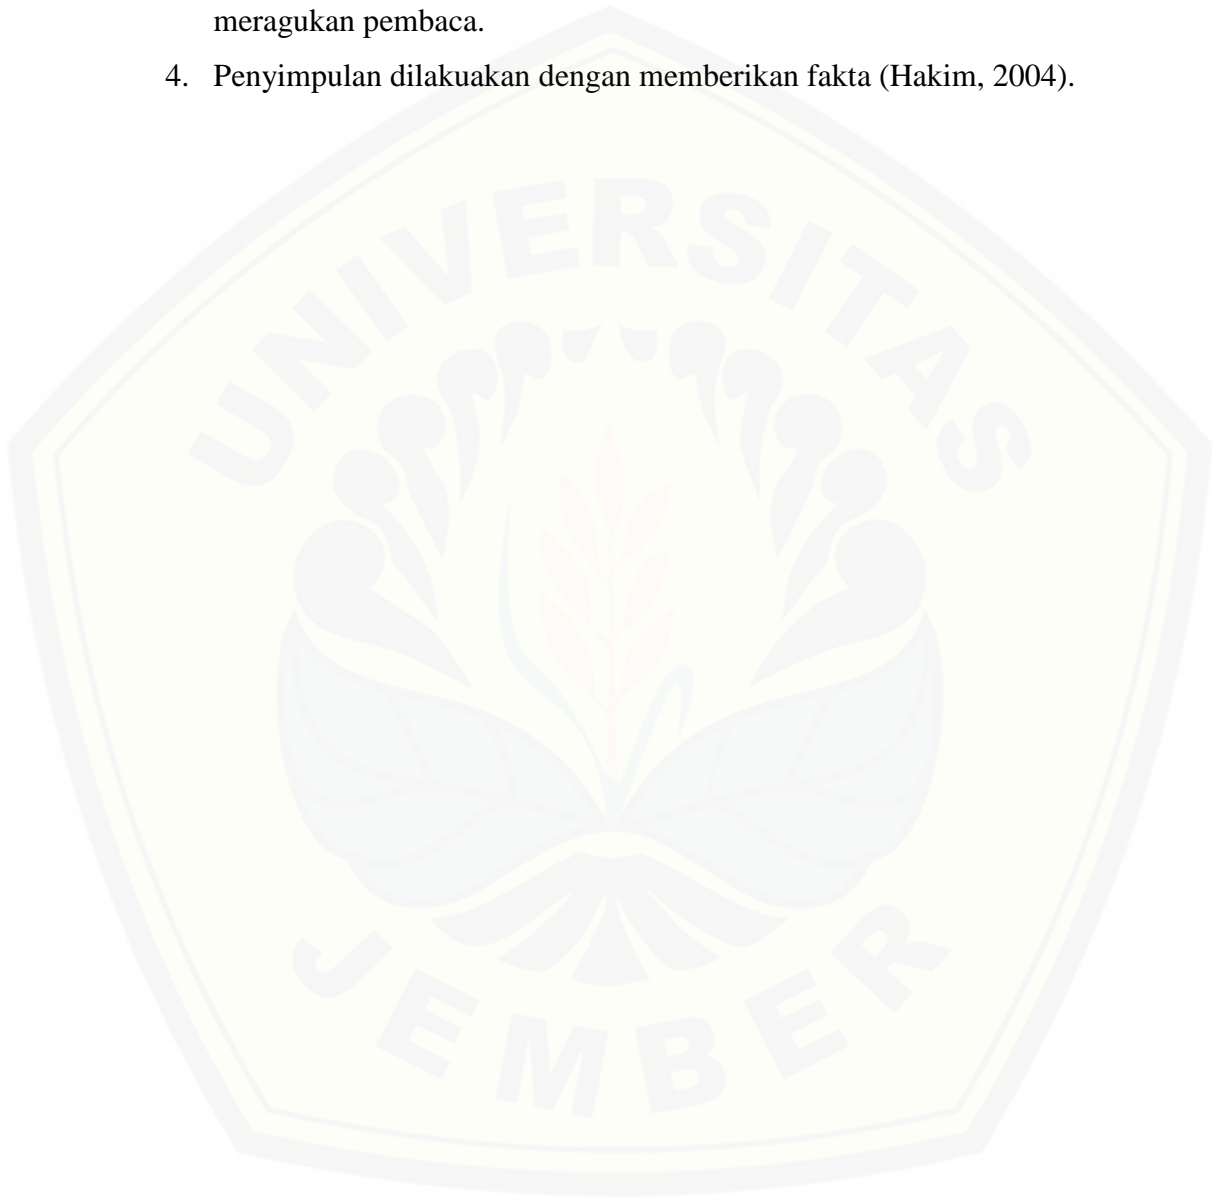 meragukan pembaca.
4. Penyimpulan dilakuakan dengan memberikan fakta (Hakim, 2004).
UNIVERSITAS
JEMBER